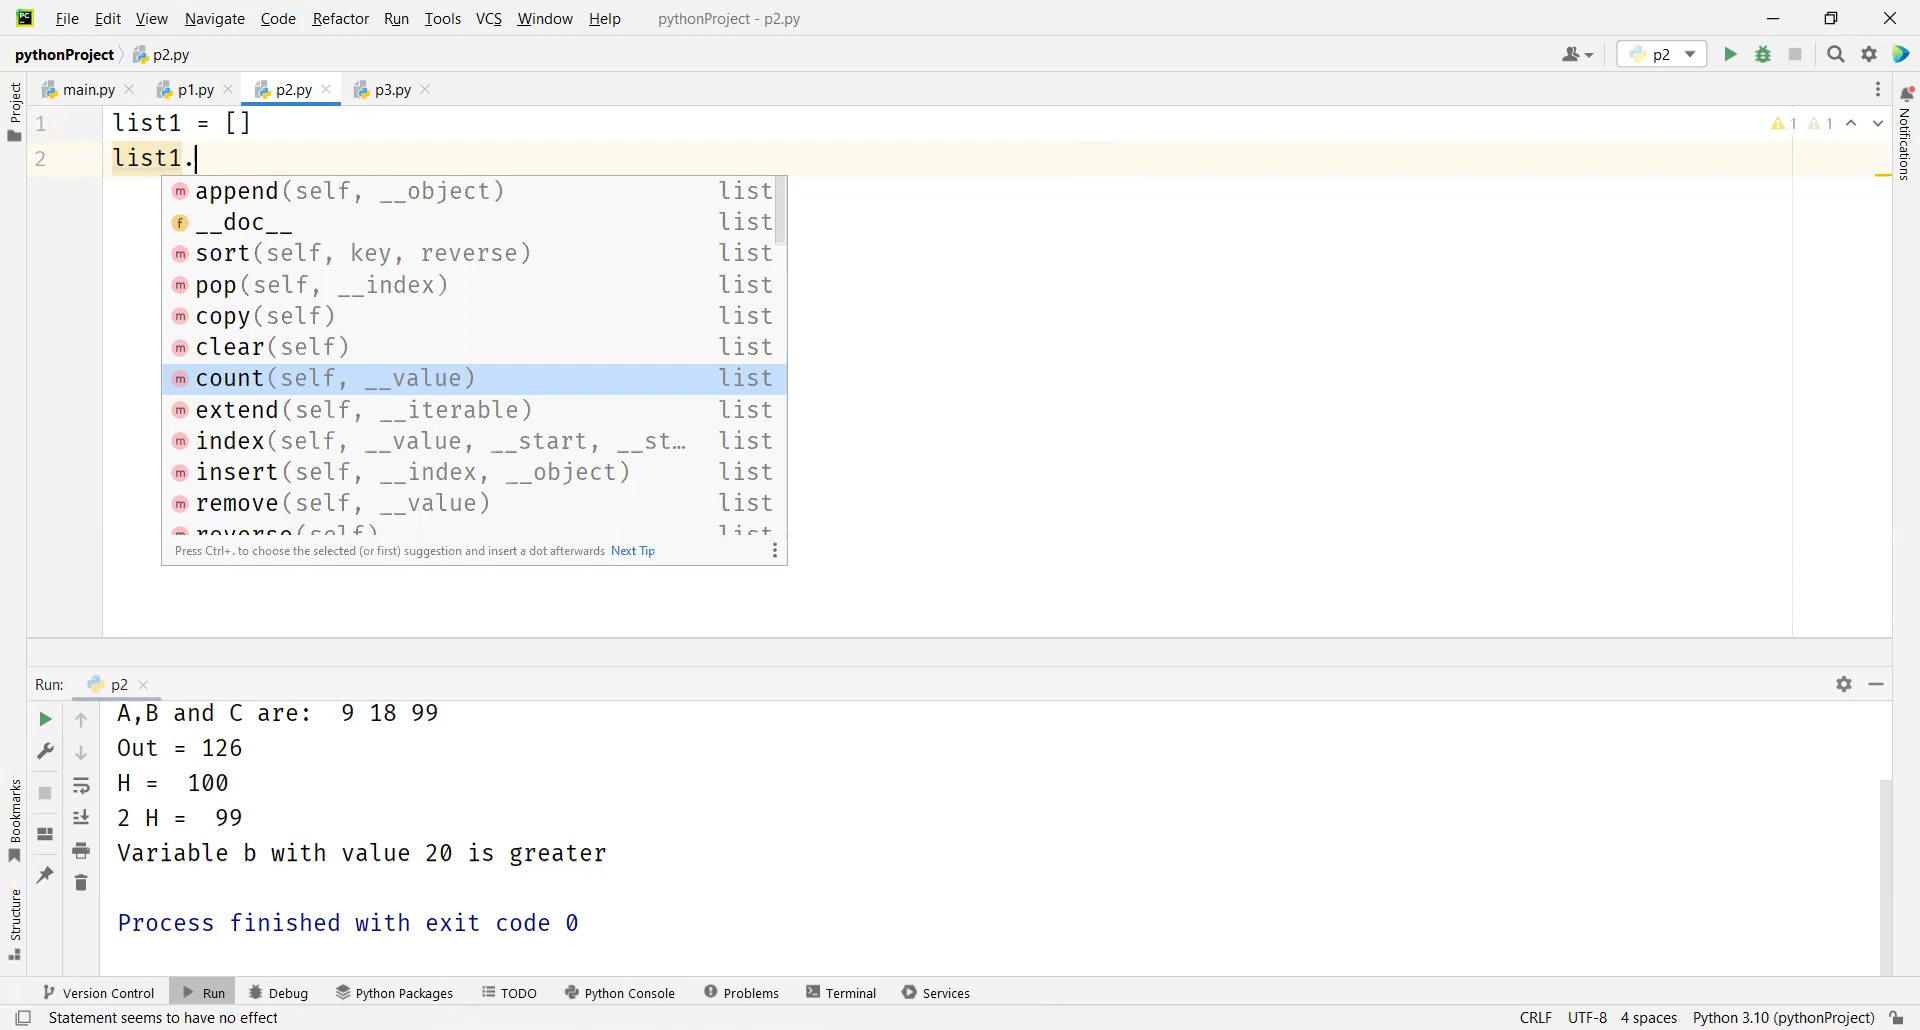 PC File Edit View Navigate Code Refactor Run Tools VCS Window Help pythonProject - p2.py
pythonProject p2.py p2
main.py p1.py p2.py p3.py
1 list1 = [] 1 1
2 list1.
m append(self, __object) list
f __doc__ list
m sort(self, key, reverse) list
m pop(self, __index) list
m copy(self) list
m clear(self) list
m count(self, __value) list
m extend(self, __iterable) list
m index(self, __value, __start, __st… list
m insert(self, __index, __object) list
m remove(self, __value) list
m reverse(self) list
Press Ctrl+. to choose the selected (or first) suggestion and insert a dot afterwards Next Tip
Project
Notifications
Run: p2
A,B and C are:  9 18 99
Out = 126
H =  100
2 H =  99
Variable b with value 20 is greater
Process finished with exit code 0
Bookmarks
Structure
Version Control Run Debug Python Packages TODO Python Console Problems Terminal Services
Statement seems to have no effect CRLF UTF-8 4 spaces Python 3.10 (pythonProject)